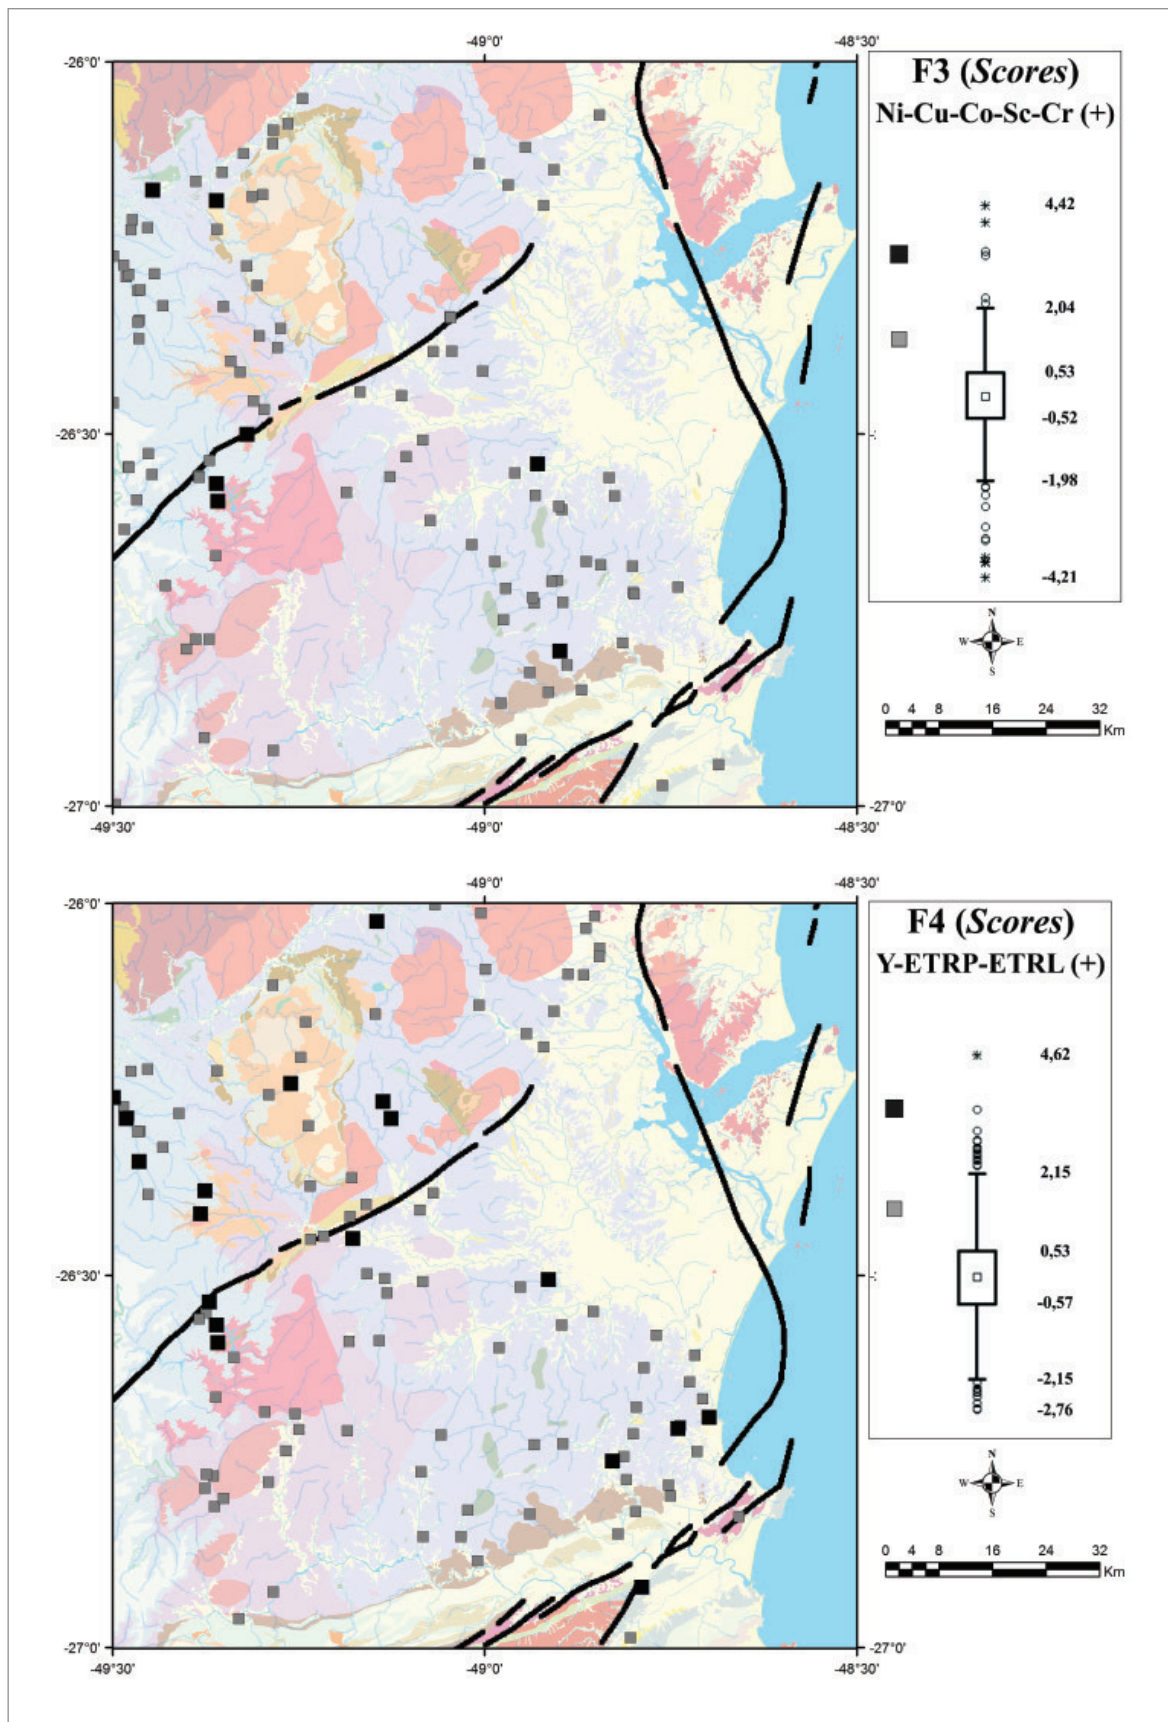 -49°0'
-48°30'
-26°0'
F3 (Scores)
Ni-Cu-Co-Sc-Cr (+)
4,42
2,04
0,53
-0,52
-1,98
-4,21
-26°30'
N
W
E
S
0 8 16 24 32
Km
-27°0'
-27°0'
-49°30'
-49°0'
-48°30'
-49°0'
-48°30'
-26°0'
F4 (Scores)
Y-ETRP-ETRL (+)
4,62
2,15
0,53
-0,57
-2,15
-2,76
-26°30'
N
W
E
S
0 8 16 24 32
Km
-27°0'
-27°0'
-49°30'
-49°0'
-48°30'